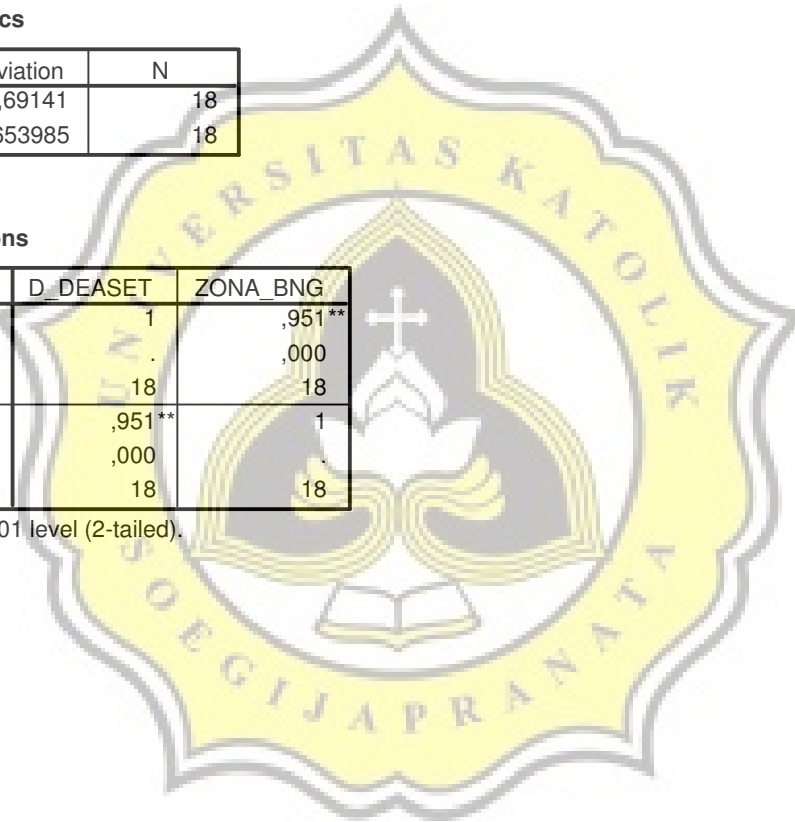 cs
viation N
,69141 18
653985 18
ons
D_DEASET ZONA_BNG
1 ,951**
. ,000
18 18
,951** 1
,000 .
18 18
01 level (2-tailed).
UNIVERSITAS KATOLIK
SOEGIJAPRANATA